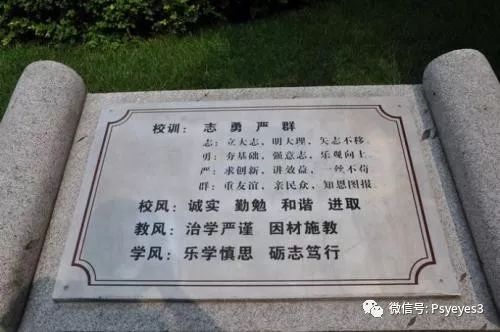 校训：志 勇 严 群
志：立大志，明大理，矢志不移。
勇：夯基础，强意志，乐观向上。
严：求创新，讲效益，一丝不苟。
群：重友谊，亲民众，知恩图报。
校风：诚实 勤勉 和谐 进取
教风：治学严谨 因材施教
学风：乐学慎思 砺志笃行
微信号: Psyeyes3